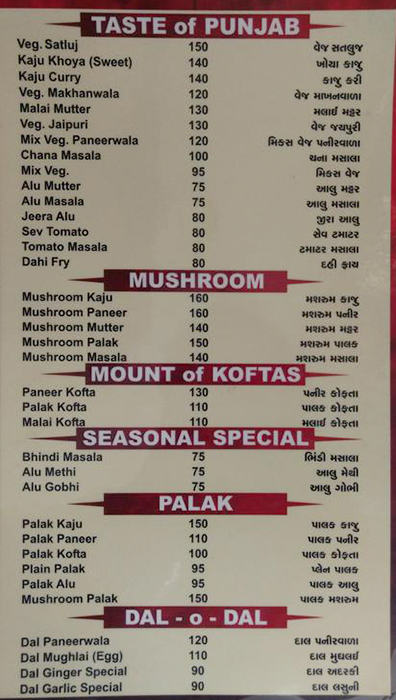 TASTE of PUNJAB
Veg. Satluj 150 વેજ સતલુજ
Kaju Khoya (Sweet) 140 ખોયા કાજુ
Kaju Curry 140 કાજુ કરી
Veg. Makhanwala 120 વેજ માખનવાળા
Malai Mutter 130 મલાઈ મટ્ટર
Veg. Jaipuri 130 વેજ જયપુરી
Mix Veg. Paneerwala 120 મિકસ વેજ પનીરવાળા
Chana Masala 100 ચના મસાલા
Mix Veg. 95 મિકસ વેજ
Alu Mutter 75 આલુ મટ્ટર
Alu Masala 75 આલુ મસાલા
Jeera Alu 80 જીરા આલુ
Sev Tomato 80 સેવ ટમાટર
Tomato Masala 80 ટમાટર મસાલા
Dahi Fry 80 દહી ફ્રાય
MUSHROOM
Mushroom Kaju 160 મશરુમ કાજુ
Mushroom Paneer 160 મશરુમ પનીર
Mushroom Mutter 140 મશરુમ મટ્ટર
Mushroom Palak 150 મશરુમ પાલક
Mushroom Masala 140 મશરુમ મસાલા
MOUNT of KOFTAS
Paneer Kofta 130 પનીર કોફતા
Palak Kofta 110 પાલક કોફતા
Malai Kofta 110 મલાઈ કોફતા
SEASONAL SPECIAL
Bhindi Masala 75 ભિંડી મસાલા
Alu Methi 75 આલુ મેથી
Alu Gobhi 75 આલુ ગોભી
PALAK
Palak Kaju 150 પાલક કાજુ
Palak Paneer 110 પાલક પનીર
Palak Kofta 100 પાલક કોફતા
Plain Palak 95 પ્લેન પાલક
Palak Alu 95 પાલક આલુ
Mushroom Palak 150 પાલક મશરુમ
DAL - o - DAL
Dal Paneerwala 120 દાલ પનીરવાળા
Dal Mughlai (Egg) 110 દાલ મુઘલઈ
Dal Ginger Special 90 દાલ અદરકી
Dal Garlic Special 90 દાલ લસુની